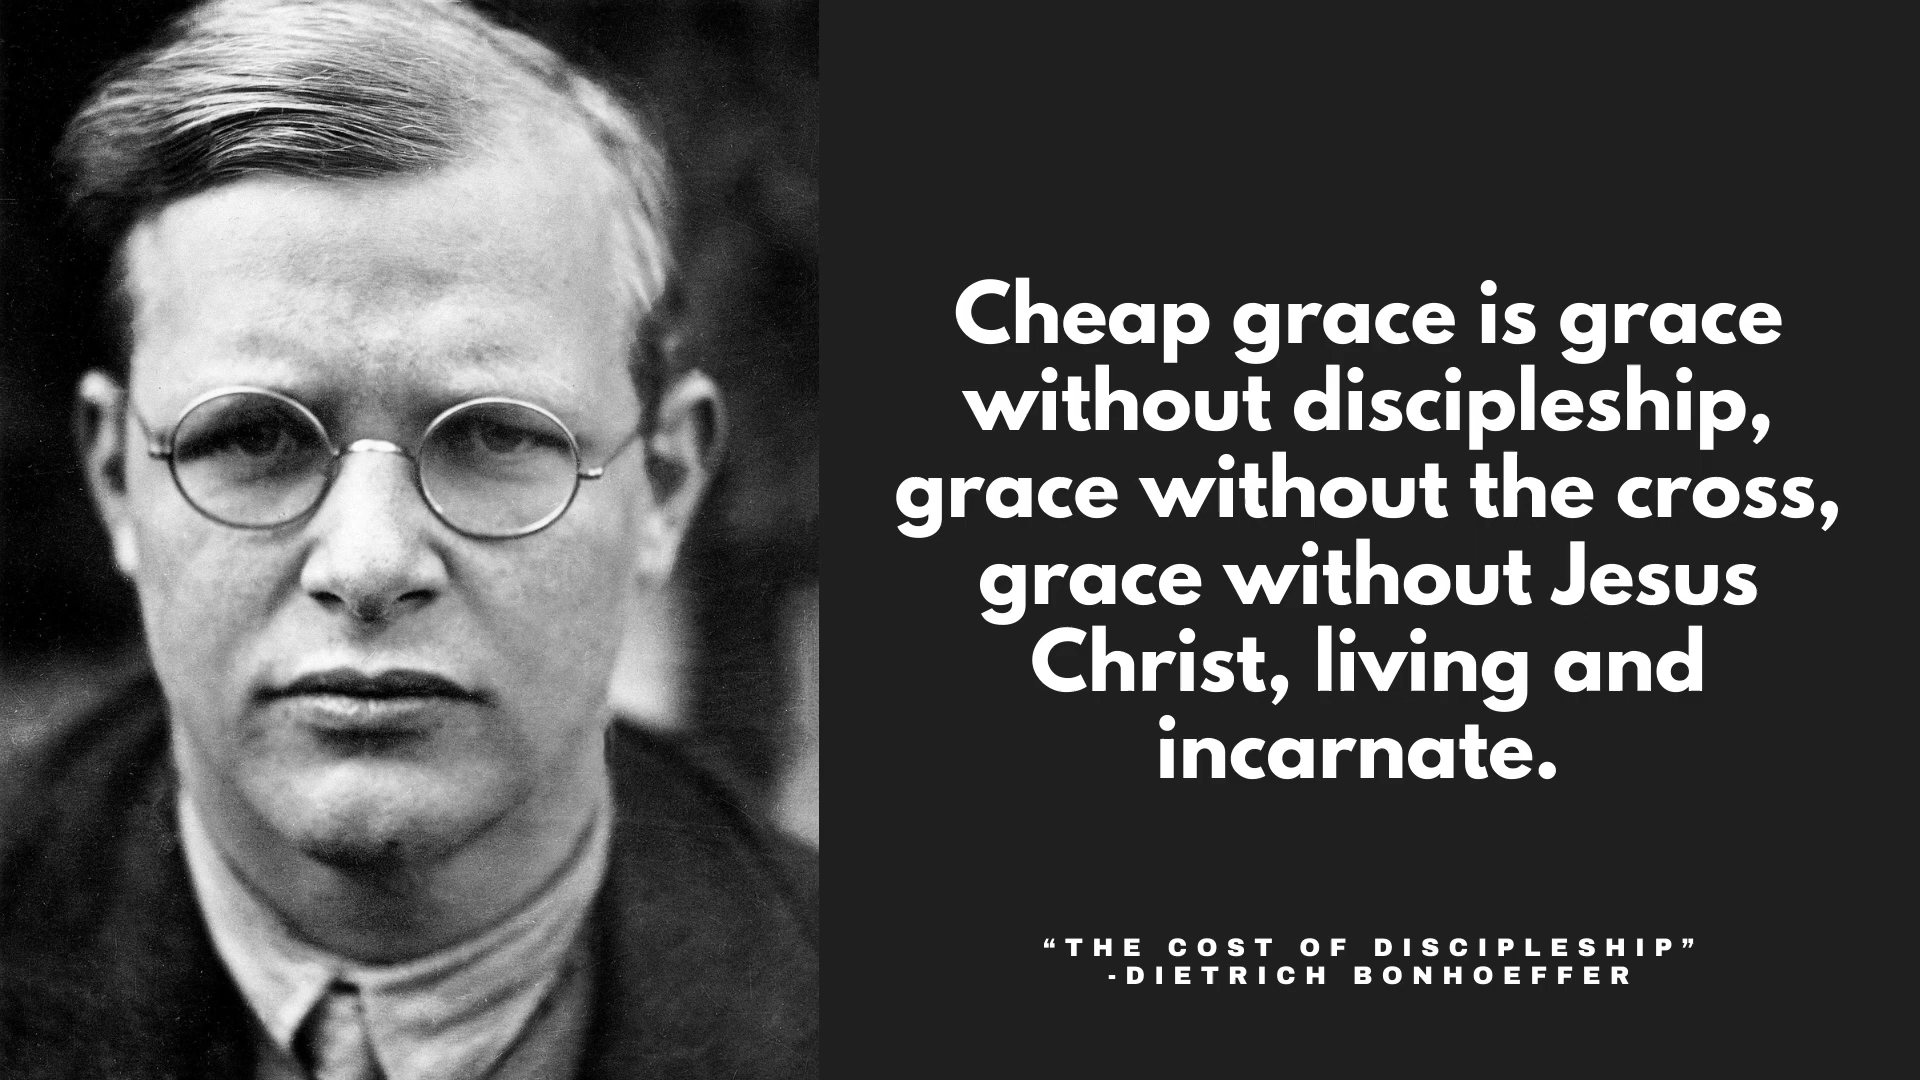 Cheap grace is grace
without discipleship,
grace without the cross,
grace without Jesus
Christ, living and
incarnate.
“THE COST OF DISCIPLESHIP”
-DIETRICH BONHOEFFER